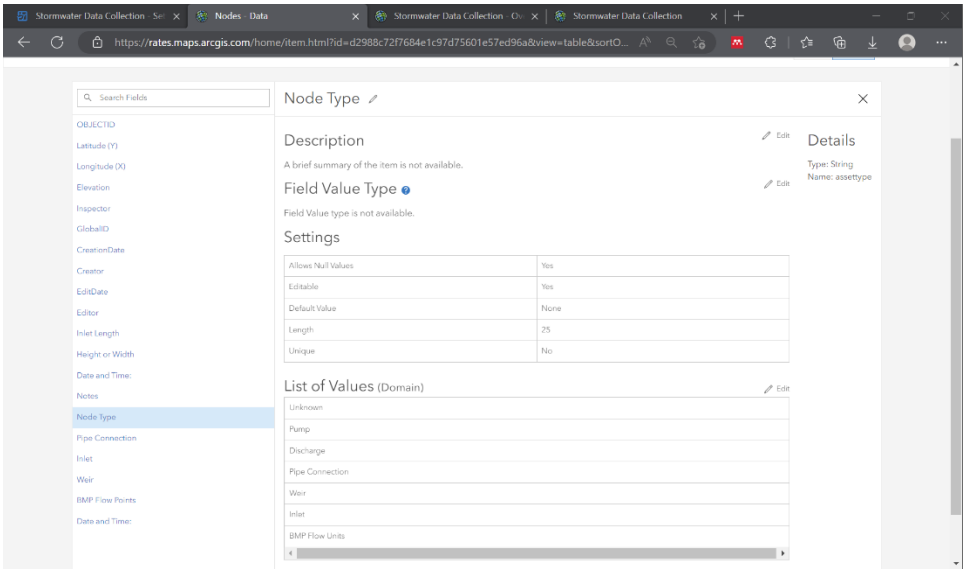 Stormwater Data Collection - Set
Nodes - Data
Stormwater Data Collection - Ov
Stormwater Data Collection
https://rates.maps.arcgis.com/home/item.html?id=d2988c72f7684e1c97d75601e57ed96a&view=table&sortO...
Search Fields
OBJECTID
Latitude (Y)
Longitude (X)
Elevation
Inspector
GlobalID
CreationDate
Creator
EditDate
Editor
Inlet Length
Height or Width
Date and Time:
Notes
Node Type
Pipe Connection
Inlet
Weir
BMP Flow Points
Date and Time:
Node Type
Description
Edit
A brief summary of the item is not available.
Field Value Type
Edit
Field Value type is not available.
Settings
Allows Null Values Yes
Editable Yes
Default Value None
Length 25
Unique No
List of Values (Domain)
Edit
Unknown
Pump
Discharge
Pipe Connection
Weir
Inlet
BMP Flow Units
Details
Type: String
Name: assettype